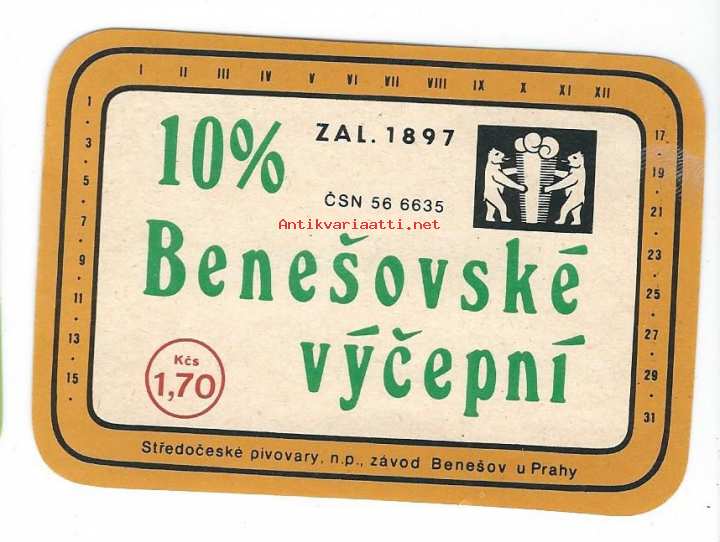 I II III IV V VI VII VIII IX X XI XII
10% ZAL. 1897
ČSN 56 6635
Antikvariaatti.net
Benešovské
výčepní
Kčs
1,70
1 · 3 · 5 · 7 · 9 · 11 · 13 · 15 ·
17 · 19 · 21 · 23 · 25 · 27 · 29 · 31
Středočeské pivovary, n.p., závod Benešov u Prahy